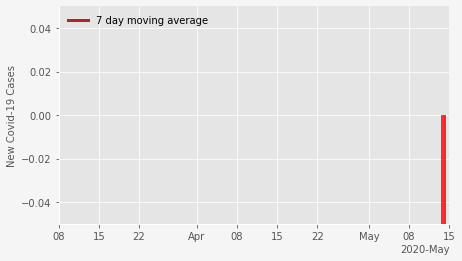 7 day moving average
New Covid-19 Cases
0.04
0.02
0.00
−0.02
−0.04
08 15 22 Apr 08 15 22 May 08 15
2020-May